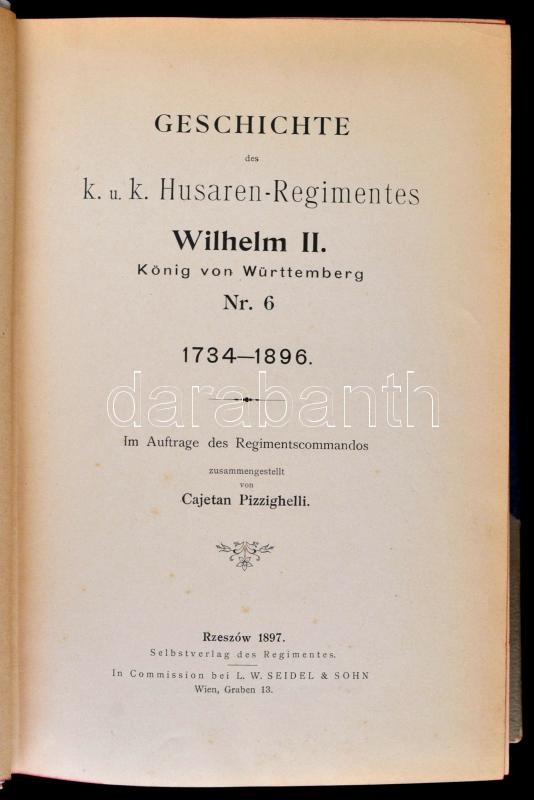 GESCHICHTE
des
k. u. k. Husaren-Regimentes
Wilhelm II.
König von Württemberg
Nr. 6
1734—1896.
darabanth
Im Auftrage des Regimentscommandos
zusammengestellt
von
Cajetan Pizzighelli.
Rzeszów 1897.
Selbstverlag des Regimentes.
In Commission bei L. W. SEIDEL & SOHN
Wien, Graben 13.